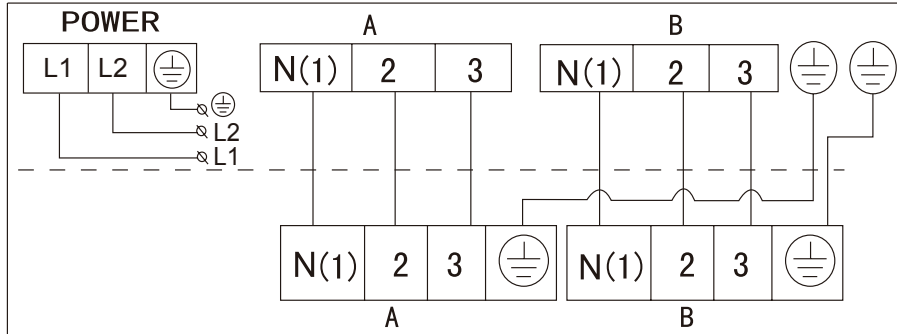 POWER
L1 L2
L2
L1
A
N(1) 2 3
B
N(1) 2 3
N(1) 2 3
A
N(1) 2 3
B